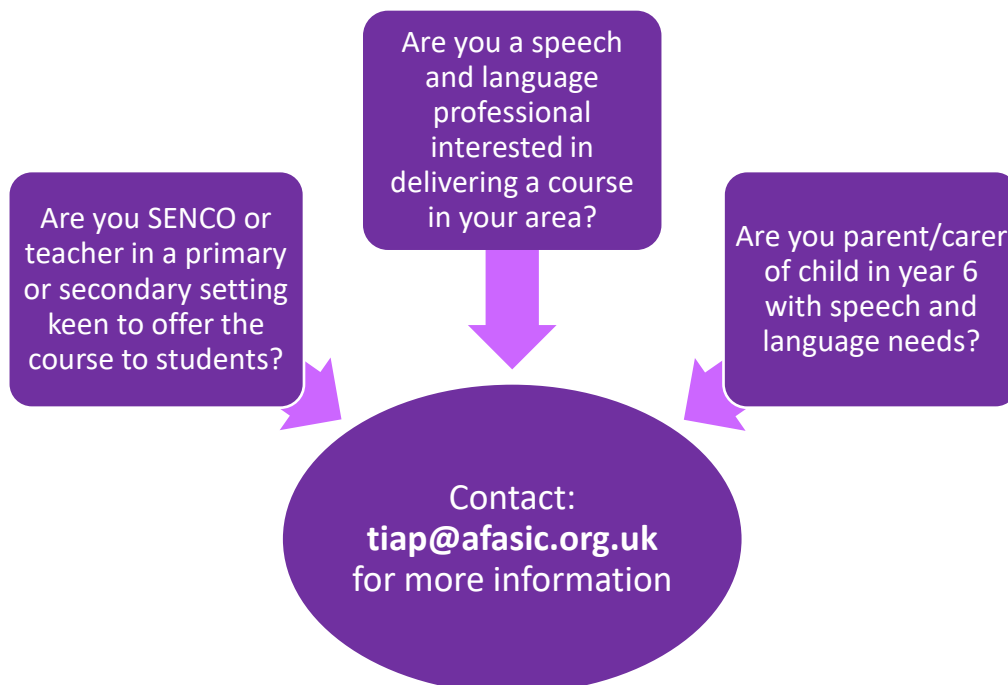 Are you SENCO or
teacher in a primary
or secondary setting
keen to offer the
course to students?
Are you a speech
and language
professional
interested in
delivering a course
in your area?
Are you parent/carer
of child in year 6
with speech and
language needs?
Contact:
tiap@afasic.org.uk
for more information